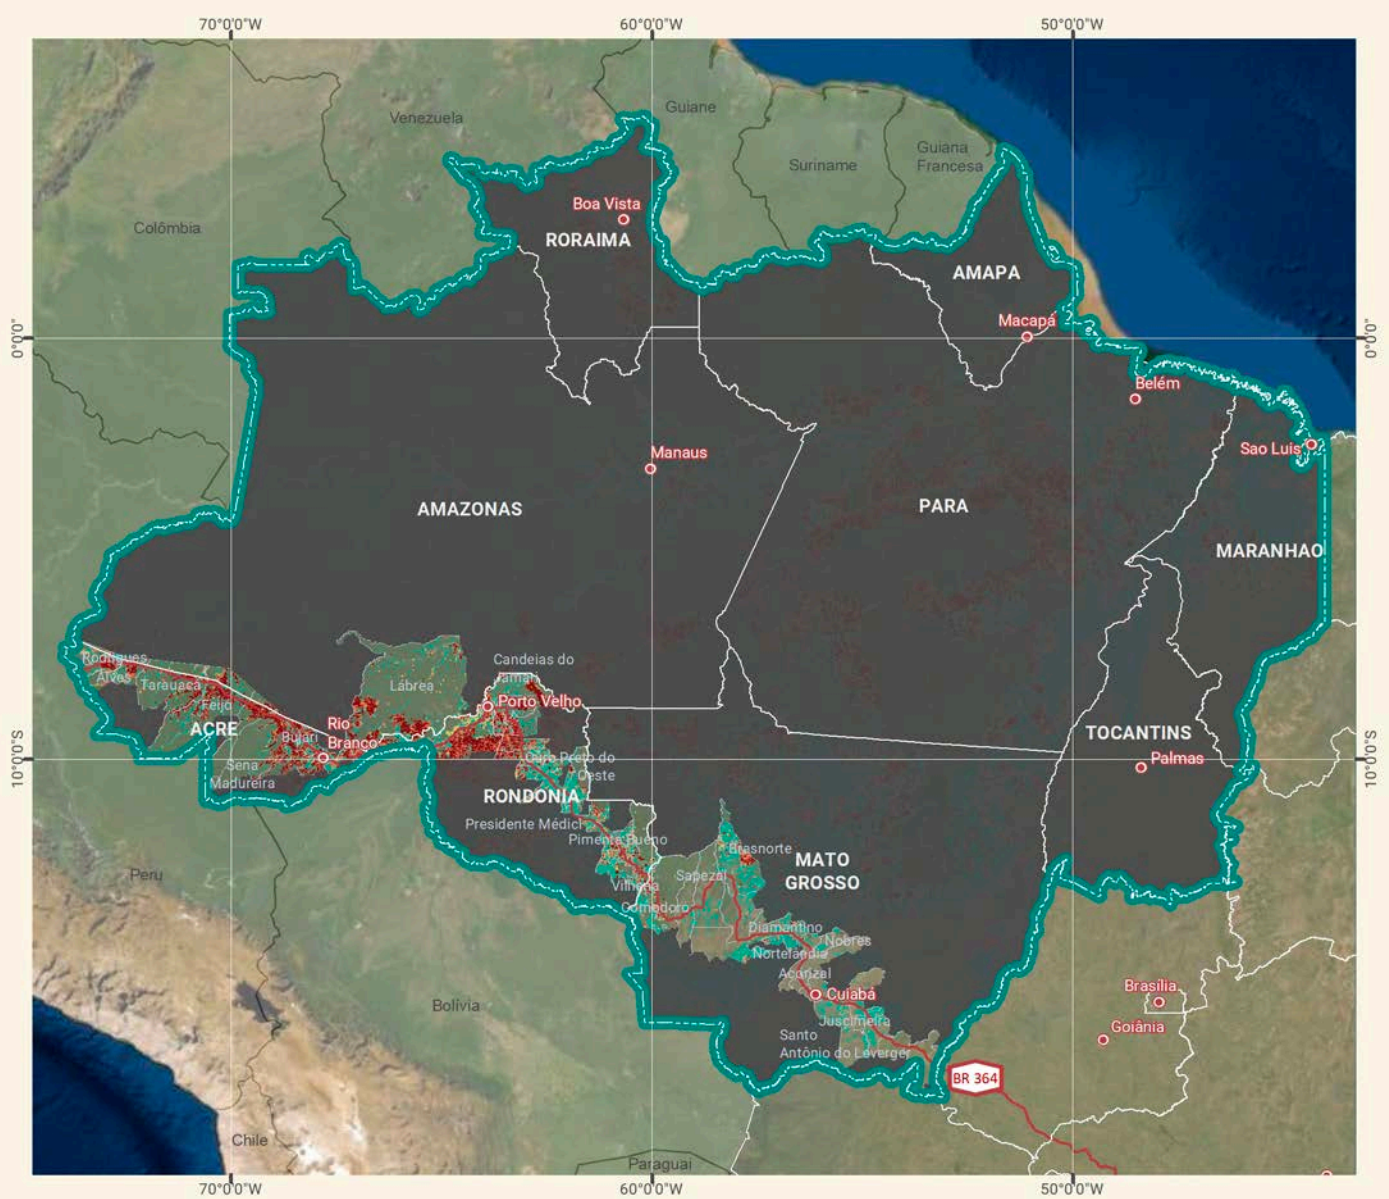 70°0'0"W
60°0'0"W
50°0'0"W
Guiane
Venezuela
Suriname
Guiana
Francesa
Colômbia
Boa Vista
RORAIMA
AMAPA
Macapá
0°0'0"
0°0'0"
Belém
Sao Luis
Manaus
AMAZONAS
PARA
MARANHAO
Rodrigues
Alves
Tarauacá
Feijó
Lábrea
Candeias do
Jamari
Porto Velho
ACRE
Rio
Branco
Bujari
Sena
Madureira
TOCANTINS
Palmas
10°0'0"S
10°0'0"S
Ouro Preto do
Oeste
RONDONIA
Presidente Médici
Pimenta Bueno
Vilhena
Comodoro
Sapezal
Brasnorte
MATO
GROSSO
Peru
Diamantino
Nobres
Nortelândia
Acorizal
Cuiabá
Brasília
Bolívia
Juscimeira
Goiânia
Santo
Antônio do Leverger
BR 364
Chile
Paraguai
70°0'0"W
60°0'0"W
50°0'0"W